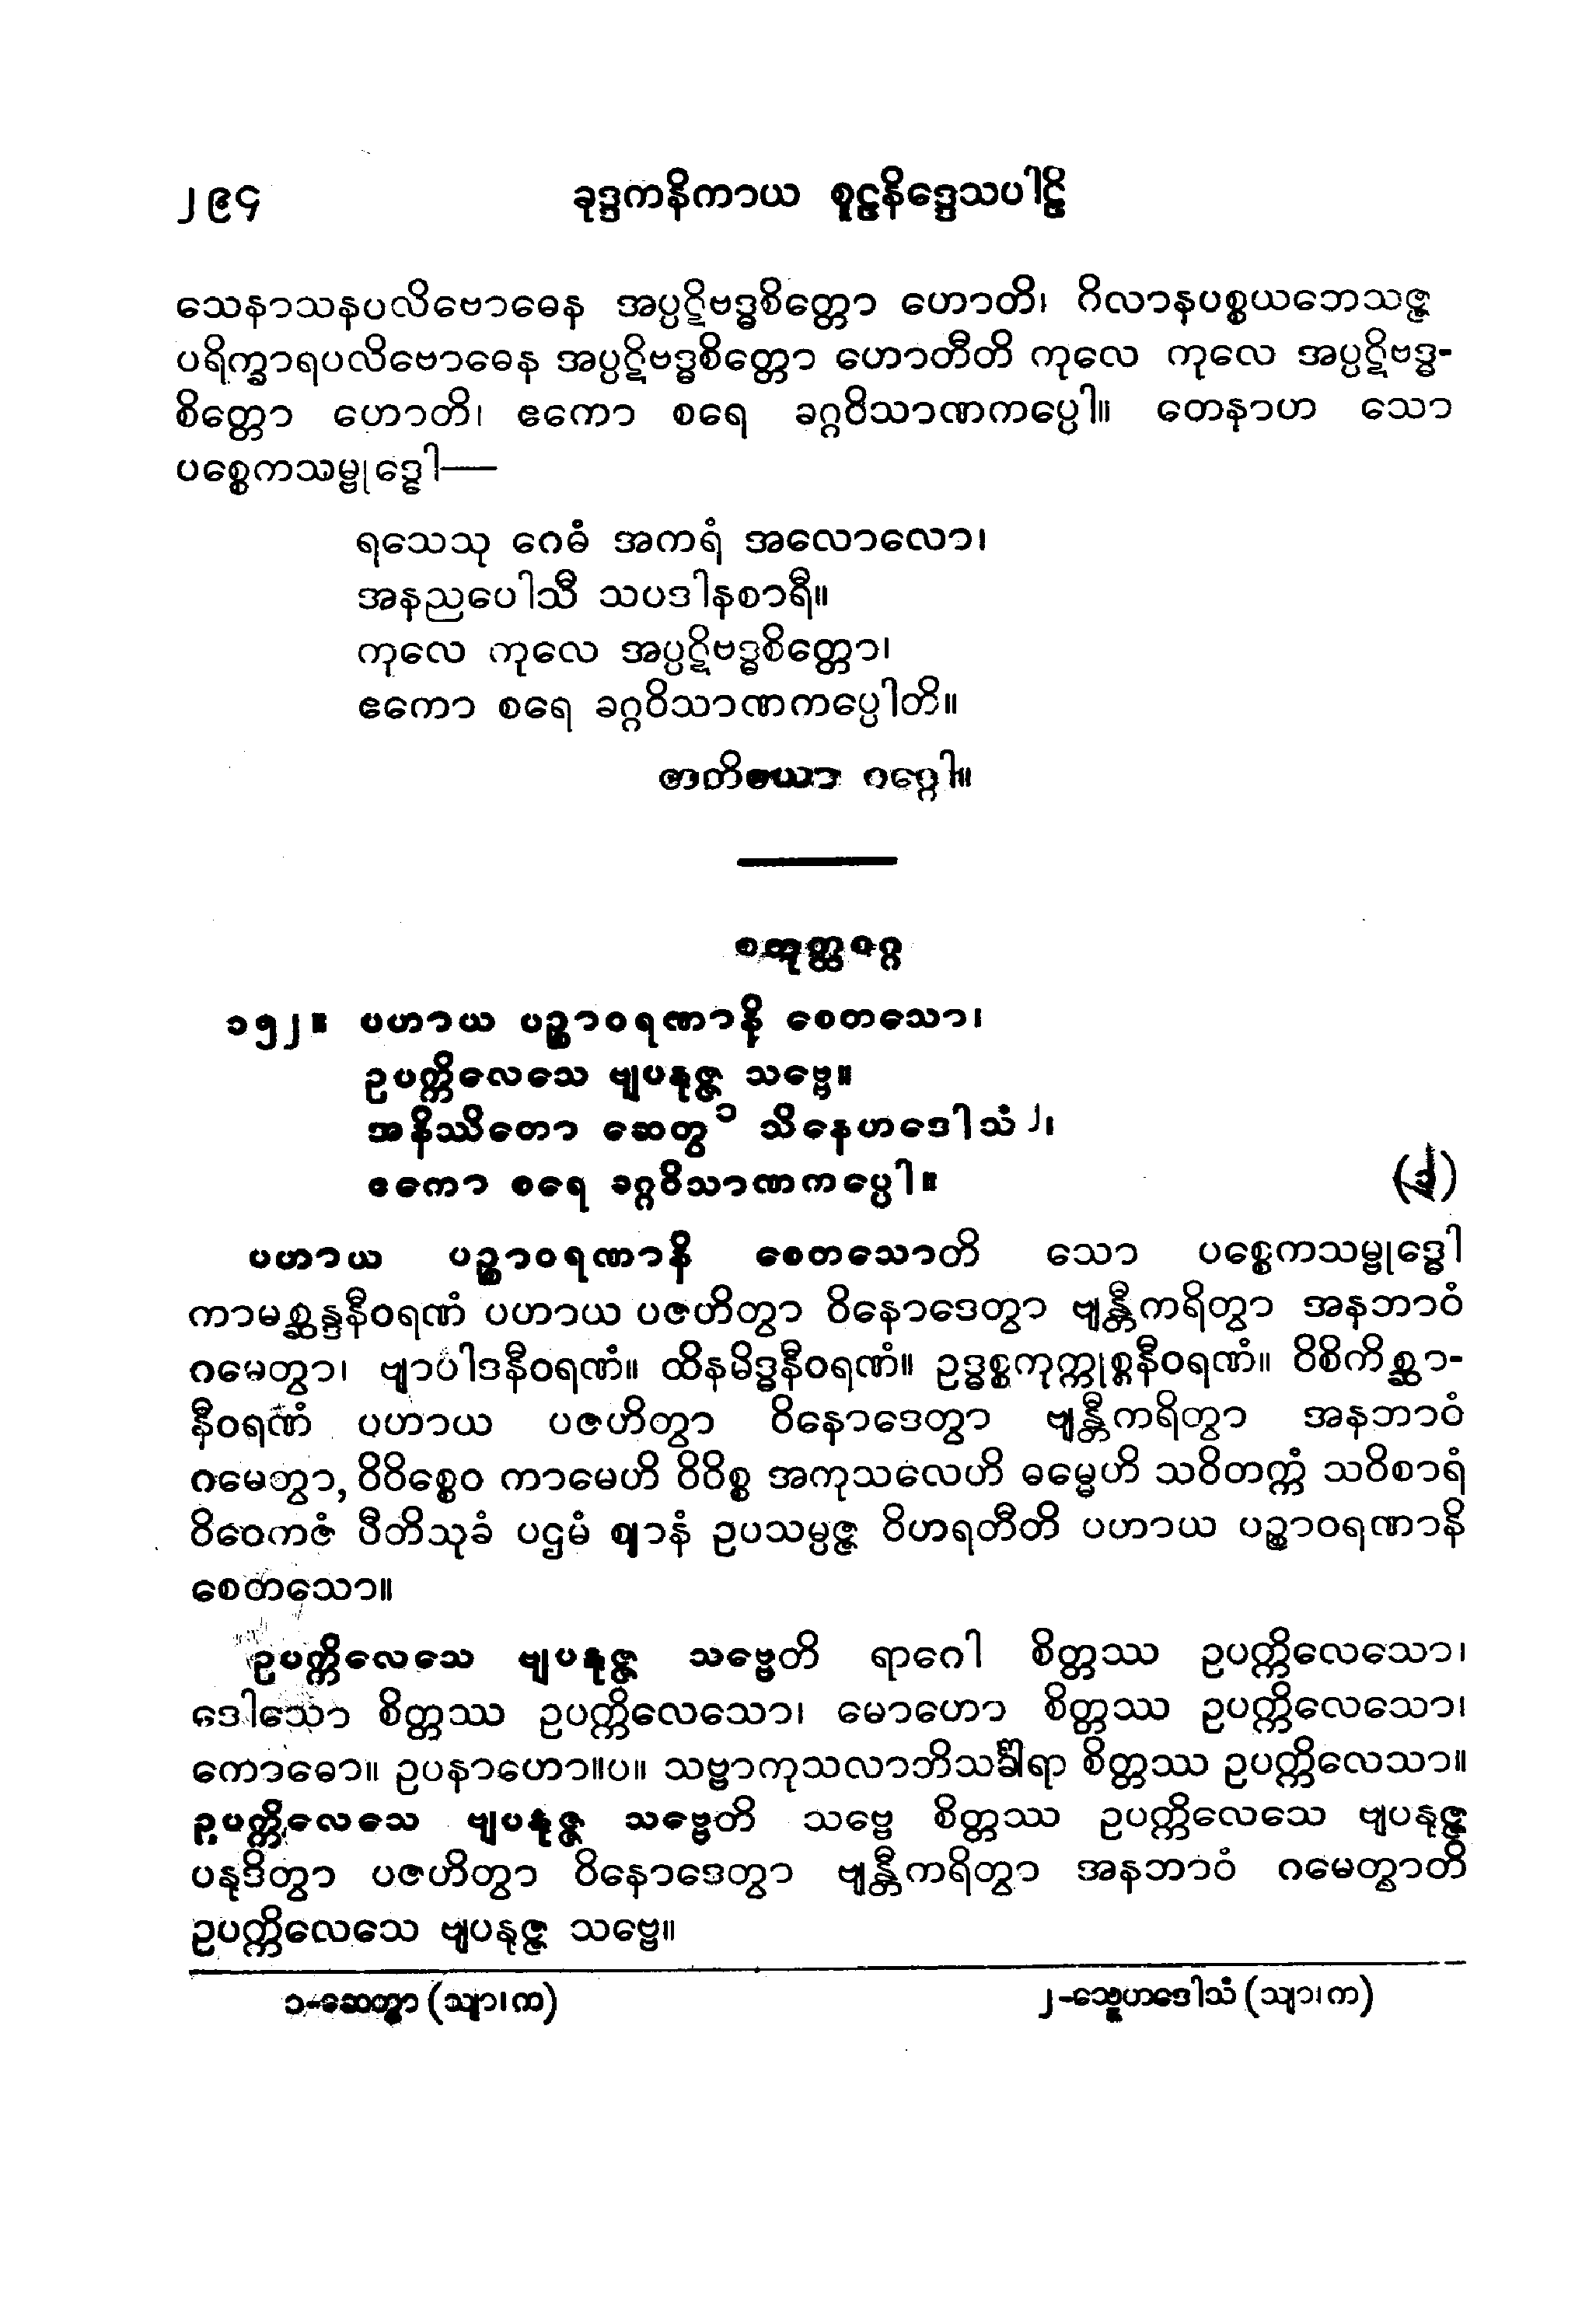 ၂၉၄ ခုဒ္ဒကနိကာယ စူဠနိဒ္ဒေသပါဠိ
သေနာသနပလိဗောဓေန အပ္ပဋိဗဒ္ဓစိတ္တော ဟောတိ၊ ဂိလာနပစ္စယဘေသဇ္ဇ
ပရိက္ခာရပလိဗောဓေန အပ္ပဋိဗဒ္ဓစိတ္တော ဟောတီတိ ကုလေ ကုလေ အပ္ပဋိဗဒ္ဓ-
စိတ္တော ဟောတိ၊ ဧကော စရေ ခဂ္ဂဝိသာဏကပ္ပေါ။ တေနာဟ သော
ပစ္စေကသမ္ဗုဒ္ဓေါ—
ရသေသု ဂေဓံ အကရံ အလောလော၊
အနညပေါသီ သပဒါနစာရီ။
ကုလေ ကုလေ အပ္ပဋိဗဒ္ဓစိတ္တော၊
ဧကော စရေ ခဂ္ဂဝိသာဏကပ္ပေါတိ။
ဂဂ္ဂေါ။
၁၅၂။ ပဟာယ ပဉ္စာဝရဏာနိ စေတသော၊
ဥပက္ကိလေသေ ဗျပနုဇ္ဇ သဗ္ဗေ။
အနိဿိတော ဆေတွ ၁ သိနေဟဒေါသံ ၂၊
ဧကော စရေ ခဂ္ဂဝိသာဏကပ္ပေါ။
ပဟာယ ပဉ္စာဝရဏာနိ စေတသောတိ သော ပစ္စေကသမ္ဗုဒ္ဓေါ
ကာမစ္ဆန္ဒနီဝရဏံ ပဟာယ ပဇဟိတွာ ဝိနောဒေတွာ ဗျန္တီကရိတွာ အနဘာဝံ
ဂမေတွာ၊ ဗျာပါဒနီဝရဏံ။ ထိနမိဒ္ဓနီဝရဏံ။ ဥဒ္ဓစ္စကုက္ကုစ္စနီဝရဏံ။ ဝိစိကိစ္ဆာ-
နီဝရဏံ ပဟာယ ပဇဟိတွာ ဝိနောဒေတွာ ဗျန္တီကရိတွာ အနဘာဝံ
ဂမေတွာ, ဝိဝိစ္စေဝ ကာမေဟိ ဝိဝိစ္စ အကုသလေဟိ ဓမ္မေဟိ သဝိတက္ကံ သဝိစာရံ
ဝိဝေကဇံ ပီတိသုခံ ပဌမံ ဈာနံ ဥပသမ္ပဇ္ဇ ဝိဟရတီတိ ပဟာယ ပဉ္စာဝရဏာနိ
စေတသော။
ဥပက္ကိလေသေ ဗျပနုဇ္ဇ သဗ္ဗေတိ ရာဂေါ စိတ္တဿ ဥပက္ကိလေသော၊
ဒေါသော စိတ္တဿ ဥပက္ကိလေသော၊ မောဟော စိတ္တဿ ဥပက္ကိလေသော၊
ကောဓော။ ဥပနာဟော။ပ။ သဗ္ဗာကုသလာဘိသင်္ခါရာ စိတ္တဿ ဥပက္ကိလေသာ။
ဥပက္ကိလေသေ ဗျပနုဇ္ဇ သဗ္ဗေတိ သဗ္ဗေ စိတ္တဿ ဥပက္ကိလေသေ ဗျပနုဇ္ဇ
ပနုဒိတွာ ပဇဟိတွာ ဝိနောဒေတွာ ဗျန္တီကရိတွာ အနဘာဝံ ဂမေတွာတိ
ဥပက္ကိလေသေ ဗျပနုဇ္ဇ သဗ္ဗေ။
၁-ဆေတွာ (သျာ၊က) ၂-သ္နေဟဒေါသံ (သျာ၊က)